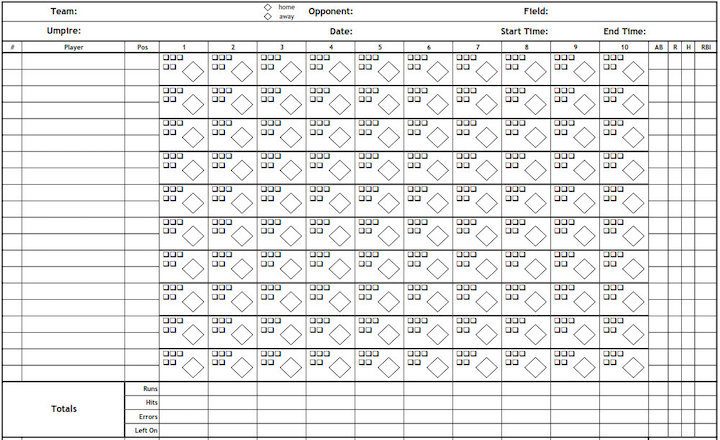 Team: home Opponent: Field:
away
Umpire: Date: Start Time: End Time:
# Player Pos 1 2 3 4 5 6 7 8 9 10 AB R H RBI
Totals
Runs
Hits
Errors
Left On